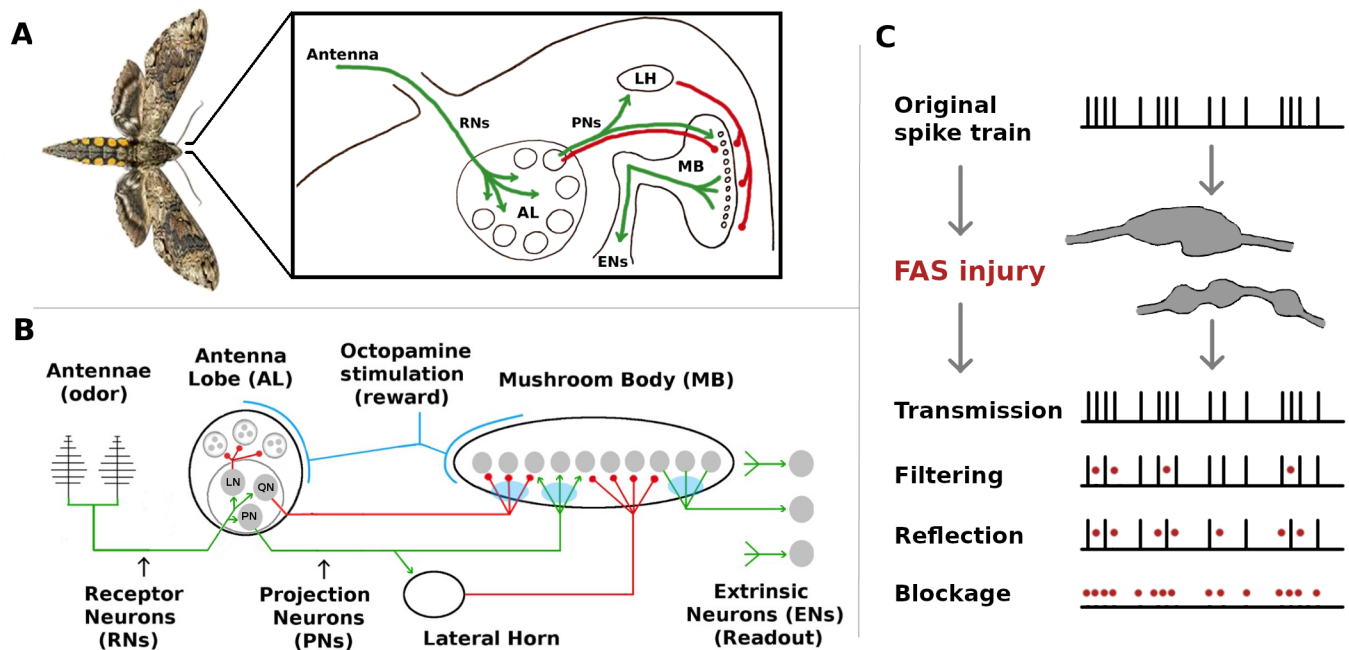 A
Antenna
RNs
PNs
LH
MB
AL
ENs
B
Antennae
(odor)
Antenna
Lobe (AL)
Octopamine
stimulation
(reward)
Mushroom Body (MB)
LN
QN
PN
Receptor
Neurons
(RNs)
Projection
Neurons
(PNs)
Lateral Horn
Extrinsic
Neurons (ENs)
(Readout)
C
Original
spike train
FAS injury
Transmission
Filtering
Reflection
Blockage